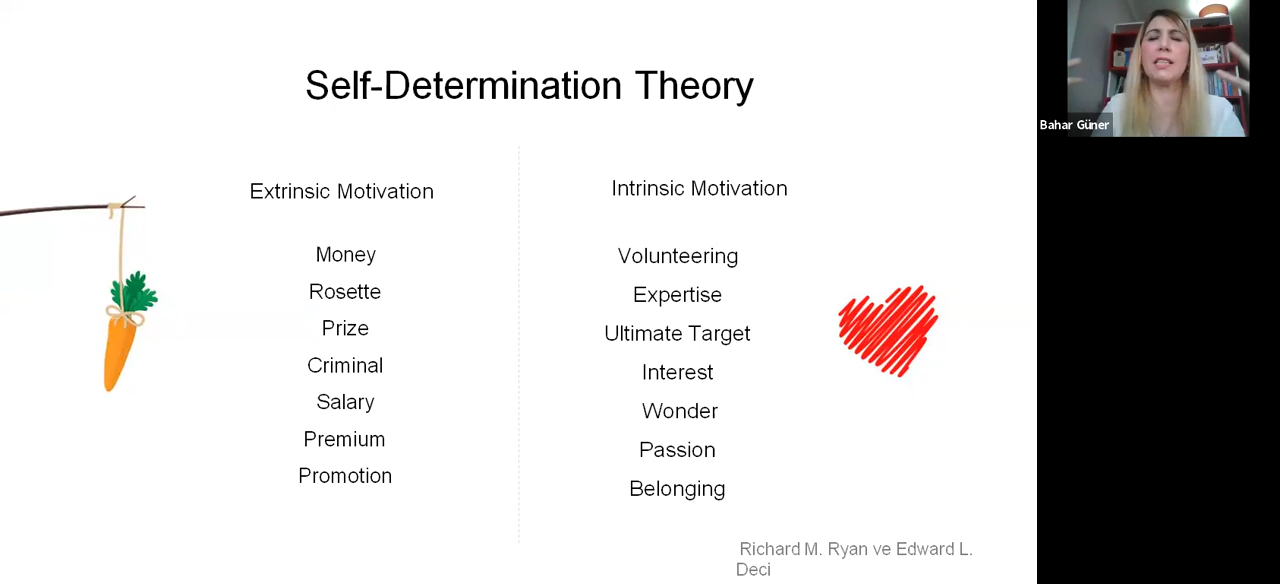 Self-Determination Theory
Extrinsic Motivation
Money
Rosette
Prize
Criminal
Salary
Premium
Promotion
Intrinsic Motivation
Volunteering
Expertise
Ultimate Target
Interest
Wonder
Passion
Belonging
Richard M. Ryan ve Edward L.
Deci
Bahar Güner